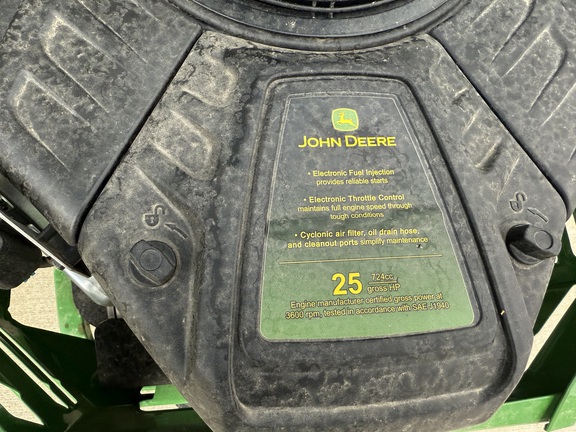 JOHN DEERE
• Electronic Fuel Injection
provides reliable starts
• Electronic Throttle Control
maintains full engine speed through
tough conditions
• Cyclonic air filter, oil drain hose,
and cleanout ports simplify maintenance
25 724cc
gross HP
Engine manufacturer certified gross power at
3600 rpm, tested in accordance with SAE J1940